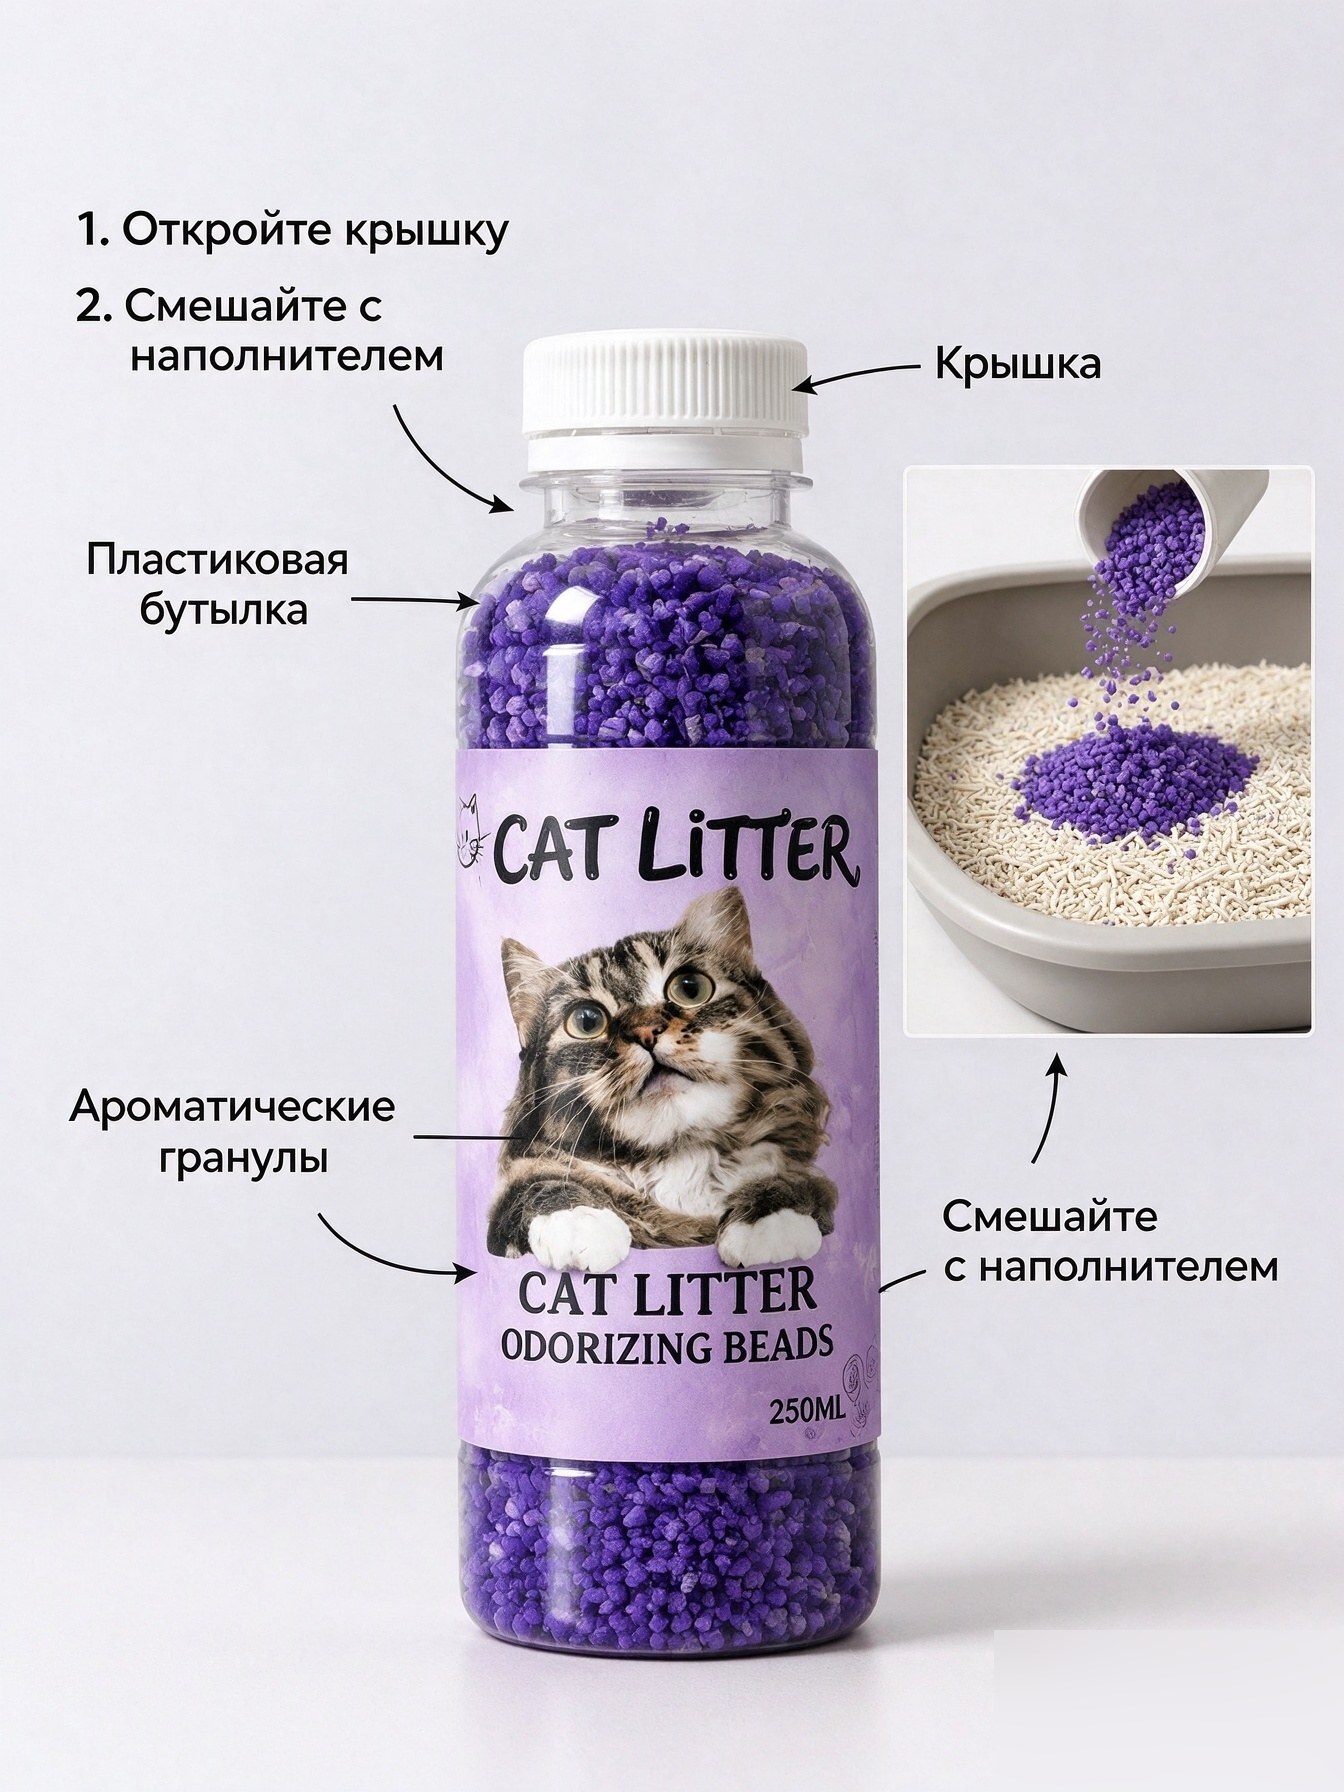 1. Откройте крышку
2. Смешайте с
наполнителем
Крышка
Пластиковая
бутылка
CAT LiTTER
Ароматические
гранулы
Смешайте
с наполнителем
CAT LITTER
ODORIZING BEADS
250ML